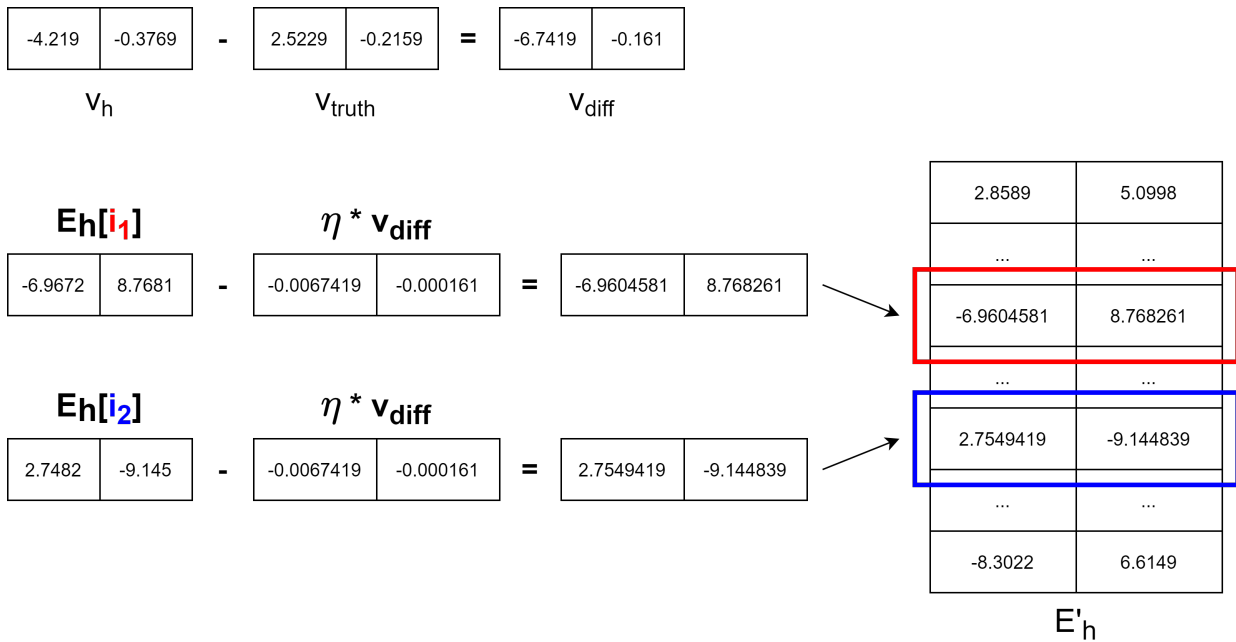 -4.219 -0.3769 - 2.5229 -0.2159 = -6.7419 -0.161
vh vtruth vdiff
2.8589 5.0998
Eh[i1] η * vdiff
... ...
-6.9672 8.7681 - -0.0067419 -0.000161 = -6.9604581 8.768261
-6.9604581 8.768261
... ...
Eh[i2] η * vdiff
2.7549419 -9.144839
2.7482 -9.145 - -0.0067419 -0.000161 = 2.7549419 -9.144839
... ...
-8.3022 6.6149
E'h